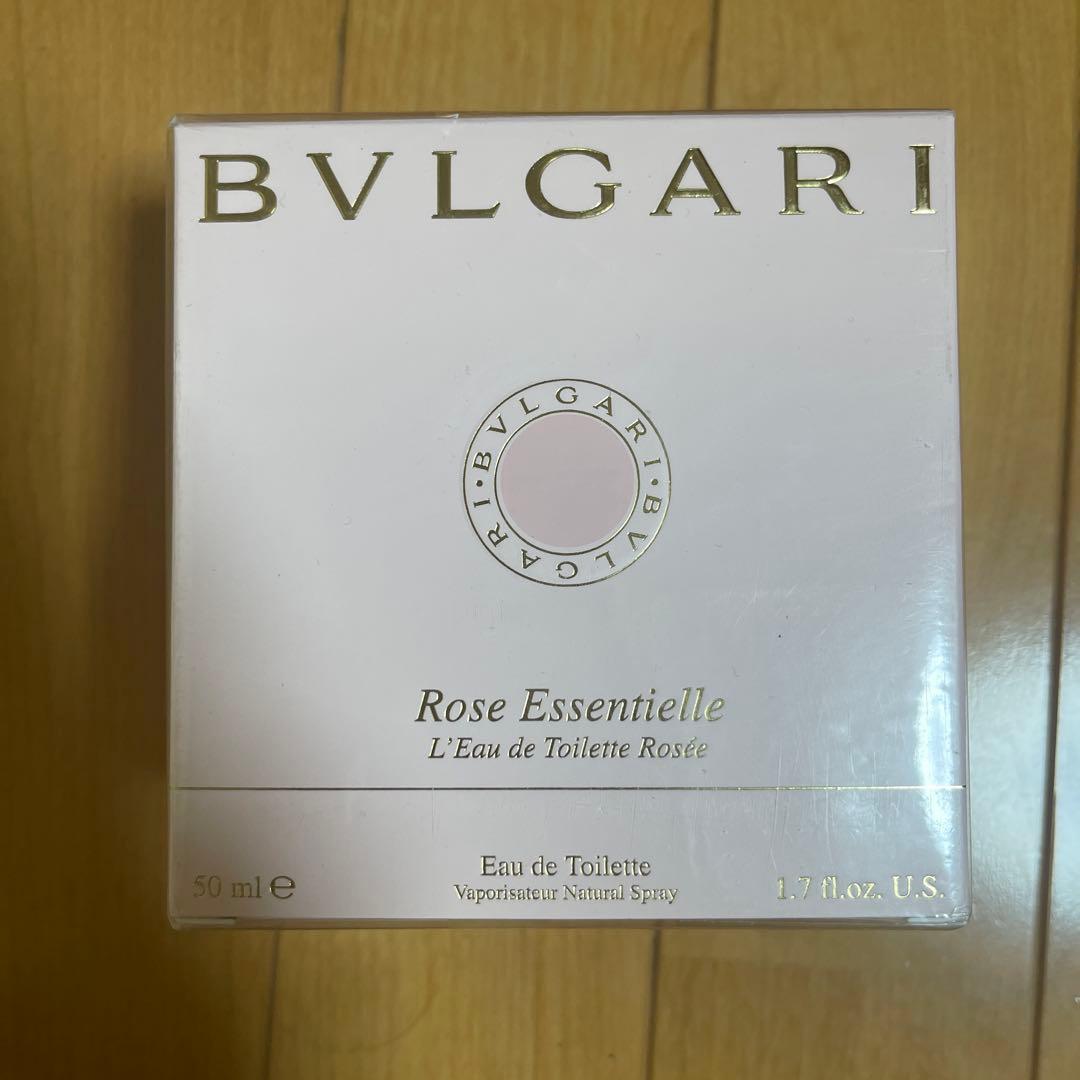 BVLGARI
BVLGARI·BVLGARI·
Rose Essentielle
L'Eau de Toilette Rosée
Eau de Toilette
50 ml ℮ Vaporisateur Natural Spray 1.7 fl.oz. U.S.